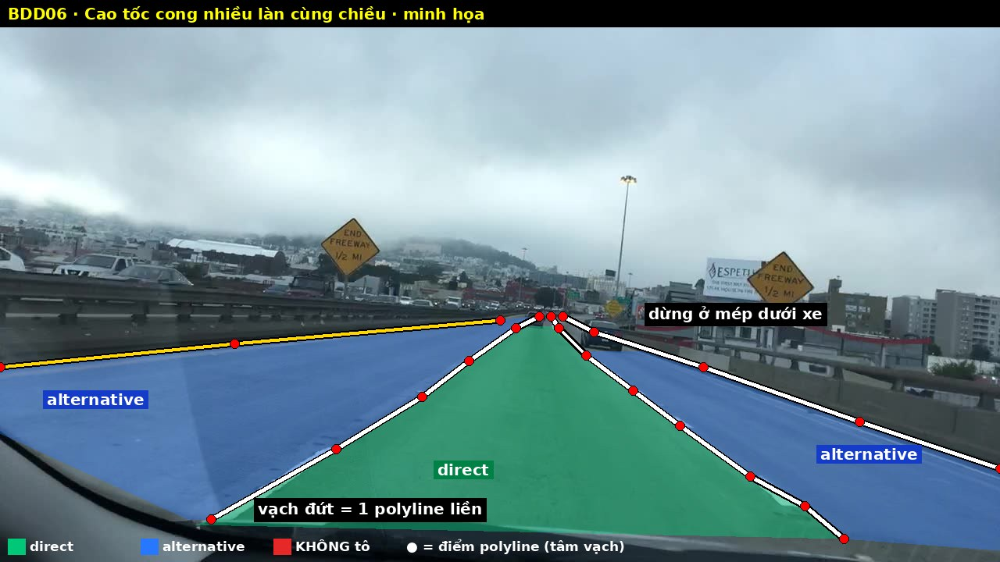 BDD06 · Cao tốc cong nhiều làn cùng chiều · minh họa
END
FREEWAY
1/2 MI
ESPETU
END
FREEWAY
1/2 MI
dừng ở mép dưới xe
alternative
alternative
direct
vạch đứt = 1 polyline liền
direct
alternative
KHÔNG tô
= điểm polyline (tâm vạch)